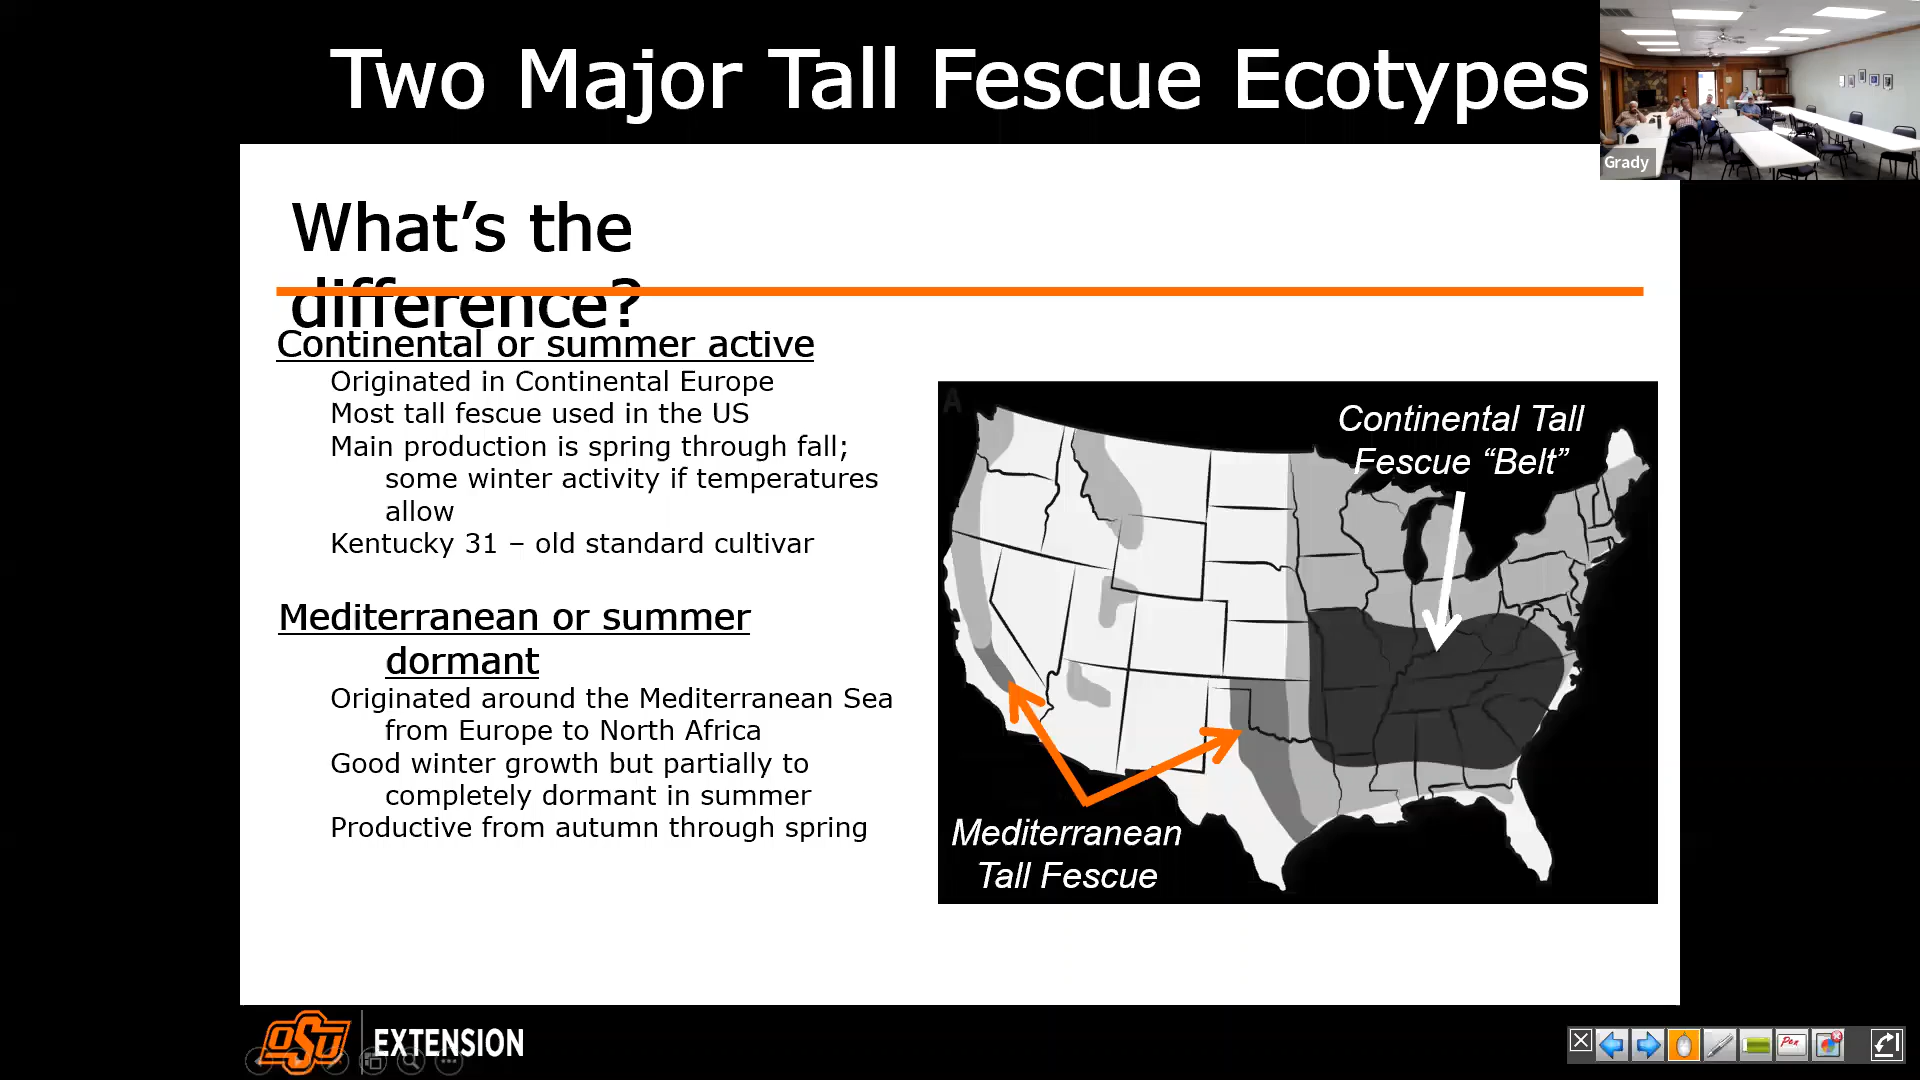 Two Major Tall Fescue Ecotypes
Grady
What's the
difference?
Continental or summer active
Originated in Continental Europe
Most tall fescue used in the US
Main production is spring through fall;
some winter activity if temperatures
allow
Kentucky 31 – old standard cultivar
Mediterranean or summer
dormant
Originated around the Mediterranean Sea
from Europe to North Africa
Good winter growth but partially to
completely dormant in summer
Productive from autumn through spring
A
Continental Tall
Fescue “Belt”
Mediterranean
Tall Fescue
OSU EXTENSION
Pen